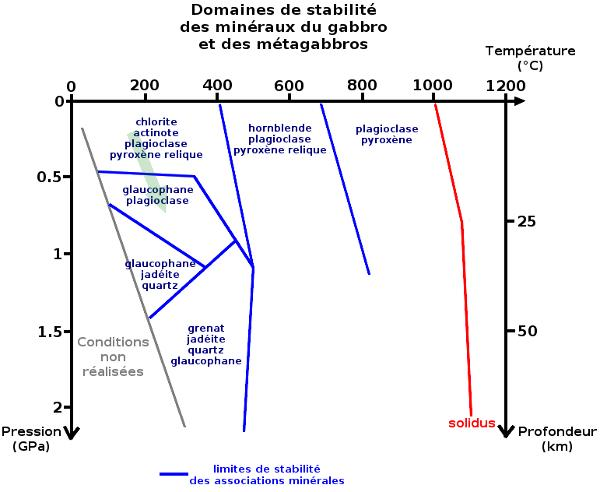 Domaines de stabilité
des minéraux du gabbro
et des métagabbros
Température
(°C)
0 200 400 600 800 1000 1200
0
0.5
1
1.5
2
Pression
(GPa)
25
50
Profondeur
(km)
chlorite
actinote
plagioclase
pyroxène relique
hornblende
plagioclase
pyroxène relique
plagioclase
pyroxène
glaucophane
plagioclase
glaucophane
jadéite
quartz
grenat
jadéite
quartz
glaucophane
Conditions
non
réalisées
solidus
limites de stabilité
des associations minérales